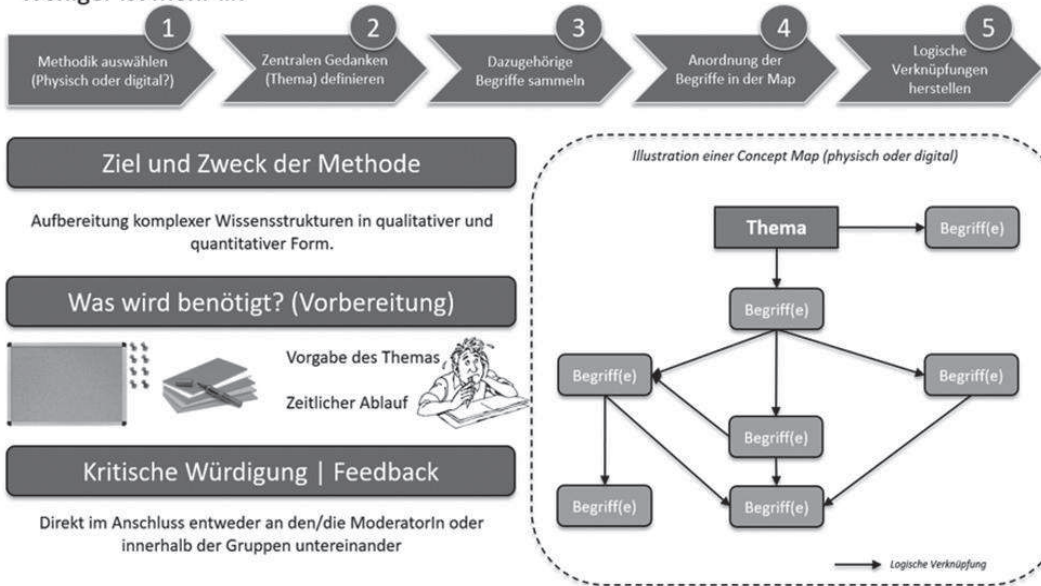 1
Methodik auswählen
(Physisch oder digital?)
2
Zentralen Gedanken
(Thema) definieren
3
Dazugehörige
Begriffe sammeln
4
Anordnung der
Begriffe in der Map
5
Logische
Verknüpfungen
herstellen
Ziel und Zweck der Methode
Aufbereitung komplexer Wissensstrukturen in qualitativer und
quantitativer Form.
Was wird benötigt? (Vorbereitung)
Vorgabe des Themas
Zeitlicher Ablauf
Kritische Würdigung | Feedback
Direkt im Anschluss entweder an den/die ModeratorIn oder
innerhalb der Gruppen untereinander
Illustration einer Concept Map (physisch oder digital)
Thema
Begriff(e)
Begriff(e)
Begriff(e)
Begriff(e)
Begriff(e)
Begriff(e)
Begriff(e)
Logische Verknüpfung